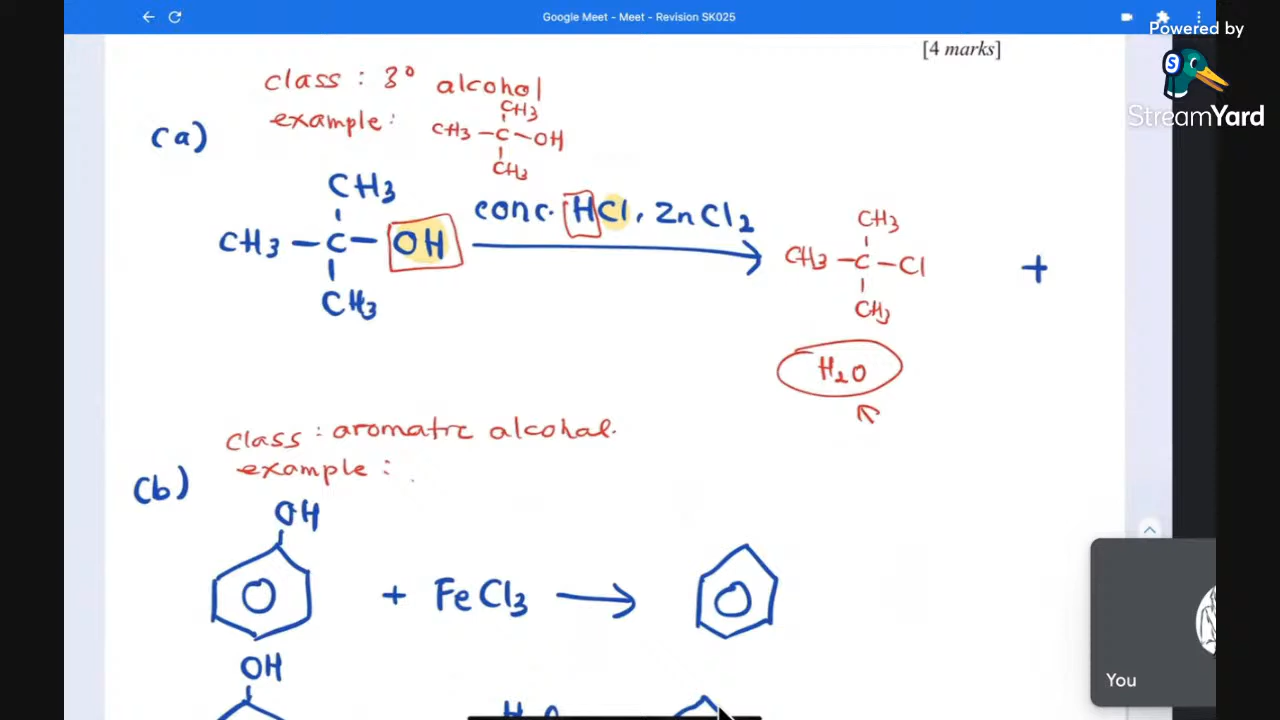 Google Meet - Meet - Revision SK025
Powered by
StreamYard
[4 marks]
class : 3° alcohol
example :
CH3
CH3 - C - OH
CH3
(a)
CH3
CH3 - C - OH
CH3
conc. HCl, ZnCl2
CH3
CH3 - C - Cl
CH3
+
H2O
class : aromatic alcohol.
example :
(b)
OH
+ FeCl3
OH
You